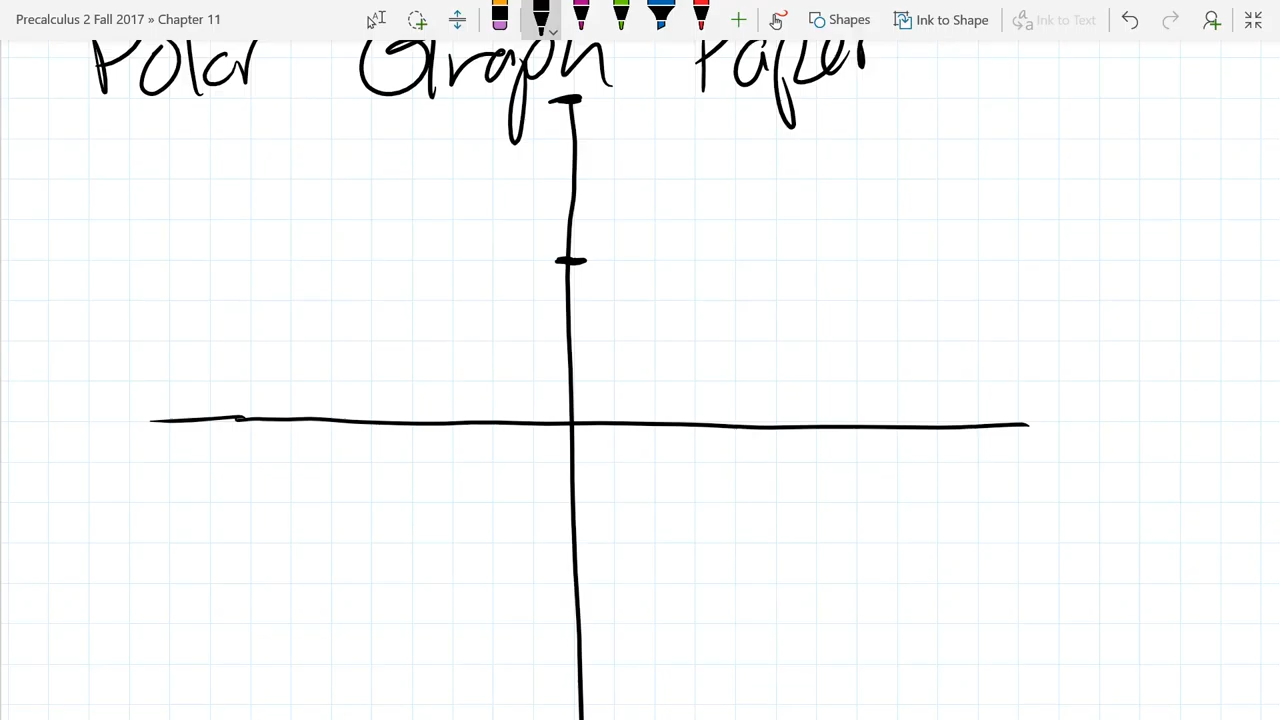 Precalculus 2 Fall 2017 » Chapter 11
Shapes
Ink to Shape
Ink to Text
Polar Graph Paper